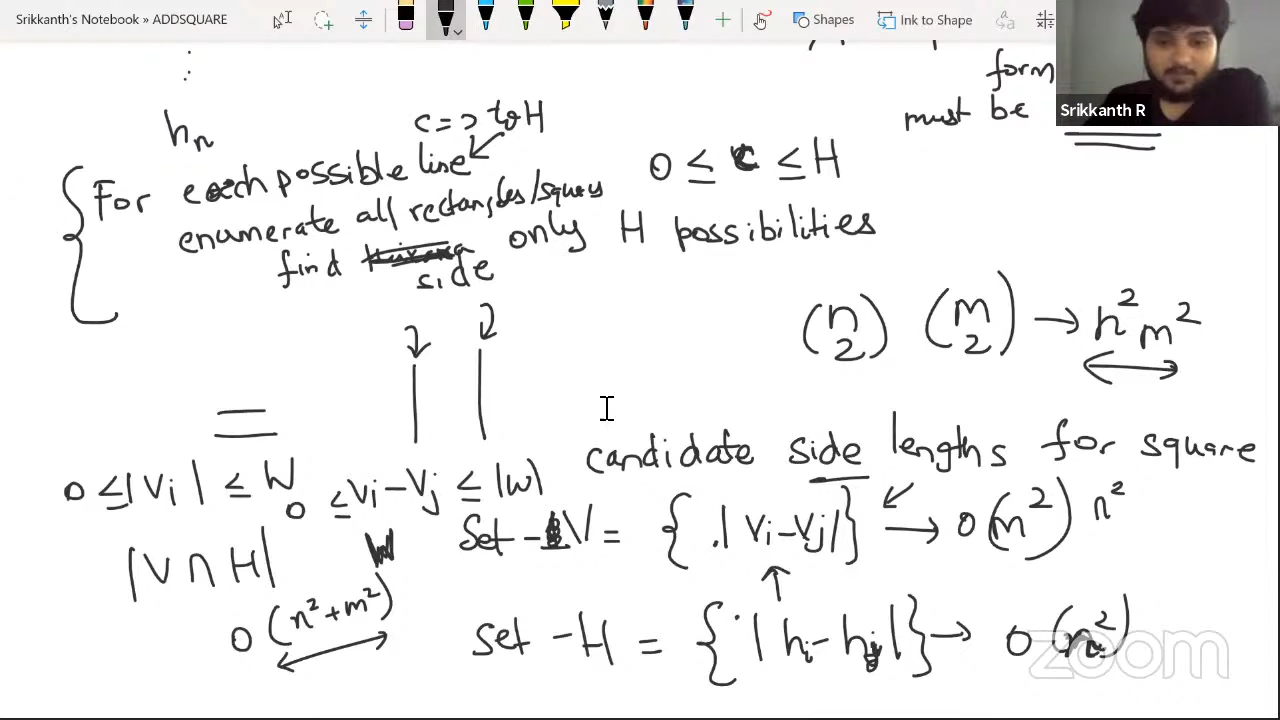 Srikkanth's Notebook » ADDSQUARE
Shapes
Ink to Shape
Srikkanth R
form
must be
hn
c => to H
For each possible line
0 ≤ c ≤ H
enumerate all rectangles/squares
only H possibilities
find
side
(n 2) (m 2) → n² m²
candidate side lengths for square
0 ≤ |Vi| ≤ W
0 ≤ Vi - Vj ≤ |W|
Set - V = { | Vi - Vj| } → O(m²) n²
|V ∩ H|
W
O(n² + m²)
Set - H = { | hi - hj | } → O(n²)
zoom